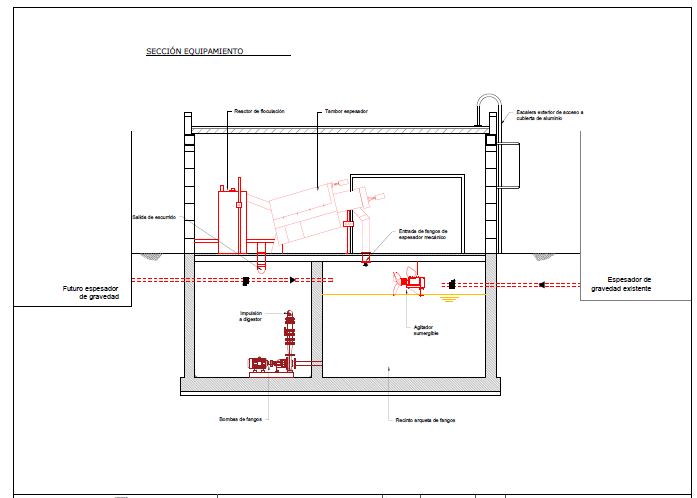 SECCIÓN EQUIPAMIENTO
Reactor de floculación
Tambor espesador
Escalera exterior de acceso a
cubierta de aluminio
Salida de escurrido
Entrada de fangos de
espesador mecánico
Futuro espesador
de gravedad
Espesador de
gravedad existente
Impulsión
a digestor
Agitador
sumergible
Bombas de fangos
Recinto arqueta de fangos